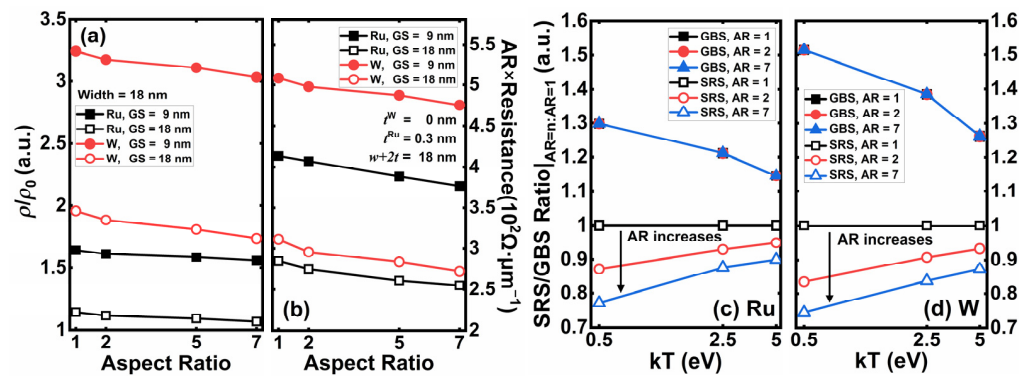 (a)
ρ/ρ₀ (a.u.)
3.5
3
2.5
2
1.5
1
Width = 18 nm
Ru, GS = 9 nm
Ru, GS = 18 nm
W, GS = 9 nm
W, GS = 18 nm
1 2 5 7
Aspect Ratio
(b)
Ru, GS = 9 nm
Ru, GS = 18 nm
W, GS = 9 nm
W, GS = 18 nm
t^W = 0 nm
t^Ru = 0.3 nm
w+2t = 18 nm
5.5
5
4.5
4
3.5
3
2.5
2
AR×Resistance(10²Ω·μm⁻¹)
1 2 5 7
Aspect Ratio
SRS/GBS Ratio|AR=n:AR=1 (a.u.)
1.6
1.5
1.4
1.3
1.2
1.1
1
0.9
0.8
0.7
GBS, AR = 1
GBS, AR = 2
GBS, AR = 7
SRS, AR = 1
SRS, AR = 2
SRS, AR = 7
AR increases
(c) Ru
0.5 2.5 5
kT (eV)
GBS, AR = 1
GBS, AR = 2
GBS, AR = 7
SRS, AR = 1
SRS, AR = 2
SRS, AR = 7
AR increases
(d) W
1.6
1.5
1.4
1.3
1.2
1.1
1
0.9
0.8
0.7
0.5 2.5 5
kT (eV)